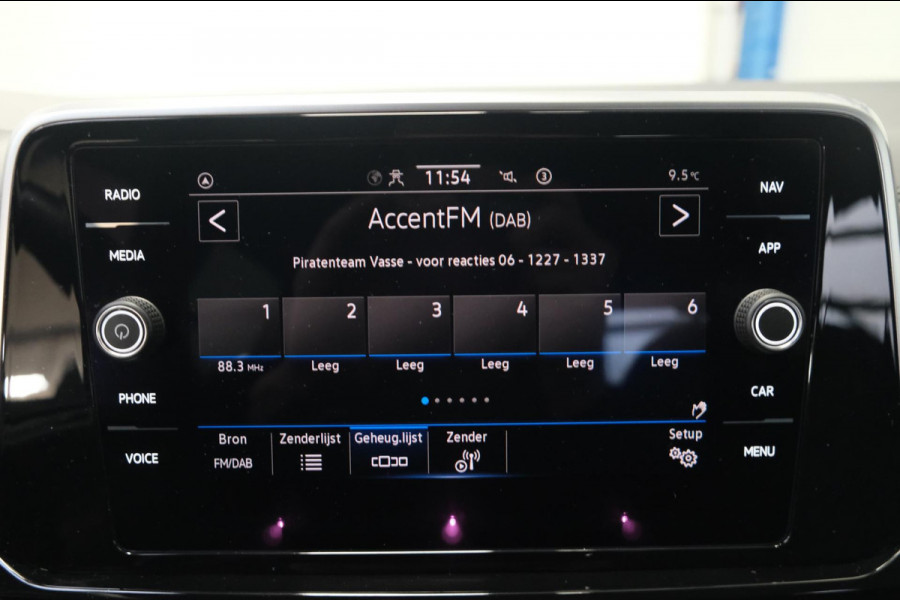 RADIO
MEDIA
PHONE
VOICE
11:54
3
9.5°C
AccentFM (DAB)
Piratenteam Vasse - voor reacties 06 - 1227 - 1337
1 2 3 4 5 6
88.3 MHz Leeg Leeg Leeg Leeg Leeg
Bron Zenderlijst Geheug.lijst Zender Setup
FM/DAB
NAV
APP
CAR
MENU